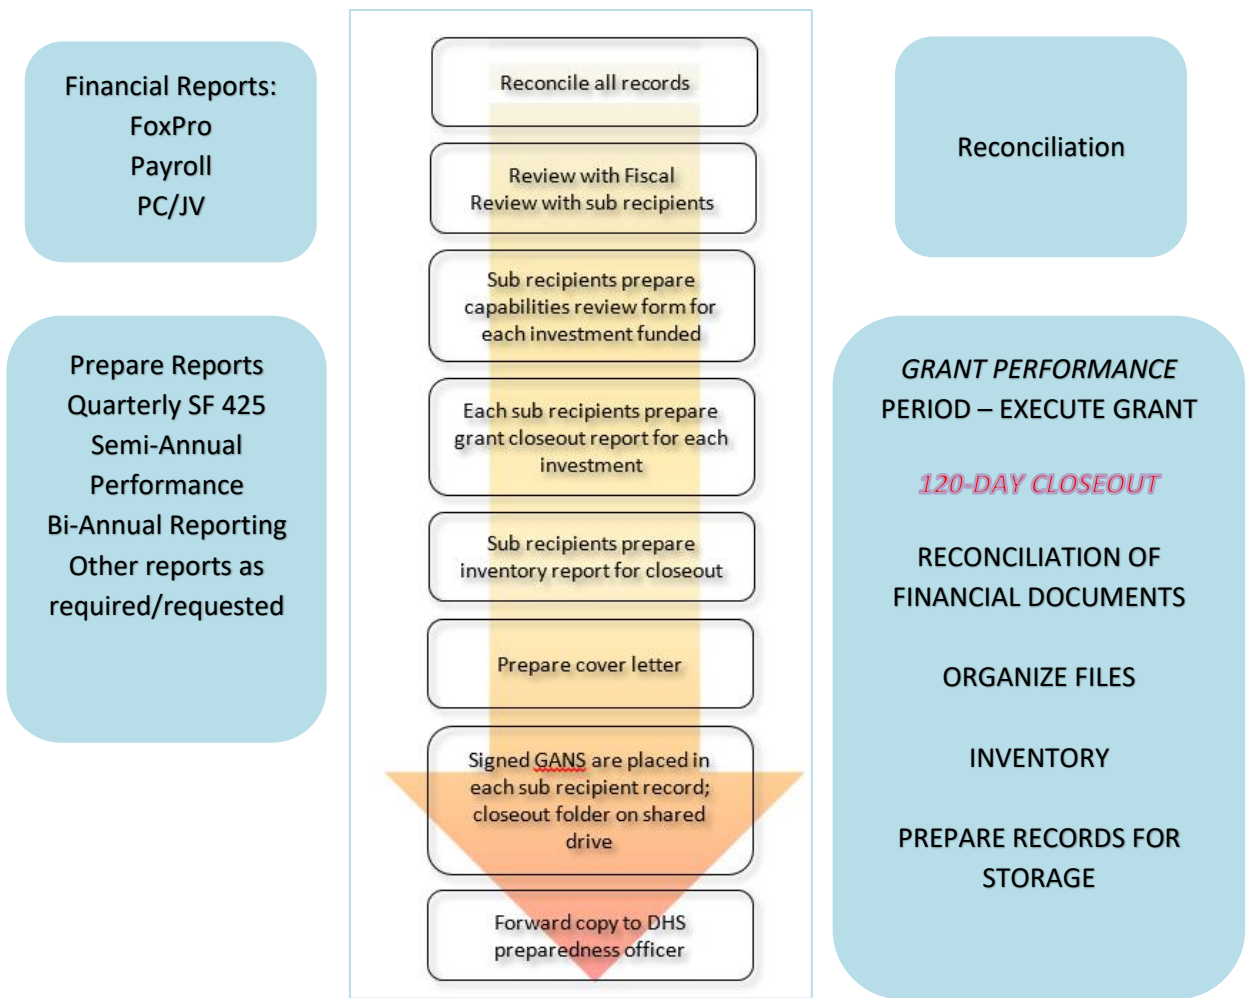 Financial Reports:
FoxPro
Payroll
PC/JV
Prepare Reports
Quarterly SF 425
Semi-Annual
Performance
Bi-Annual Reporting
Other reports as
required/requested
Reconcile all records
Review with Fiscal
Review with sub recipients
Sub recipients prepare
capabilities review form for
each investment funded
Each sub recipients prepare
grant closeout report for each
investment
Sub recipients prepare
inventory report for closeout
Prepare cover letter
Signed GANS are placed in
each sub recipient record;
closeout folder on shared
drive
Forward copy to DHS
preparedness officer
Reconciliation
GRANT PERFORMANCE
PERIOD – EXECUTE GRANT
120-DAY CLOSEOUT
RECONCILIATION OF
FINANCIAL DOCUMENTS
ORGANIZE FILES
INVENTORY
PREPARE RECORDS FOR
STORAGE